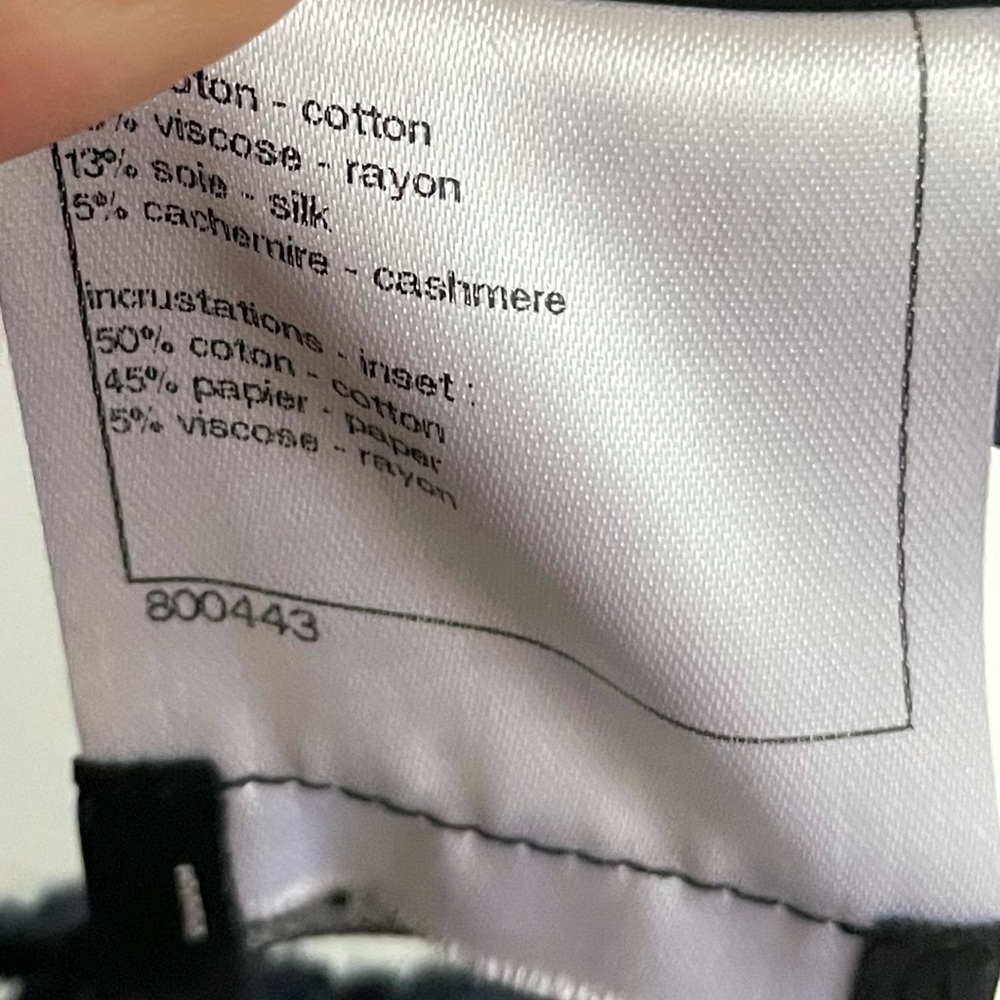 - cotton
% viscose - rayon
13% soie - silk
5% cachemire - cashmere
incrustations - inset :
50% coton - cotton
45% papier - paper
5% viscose - rayon
800443